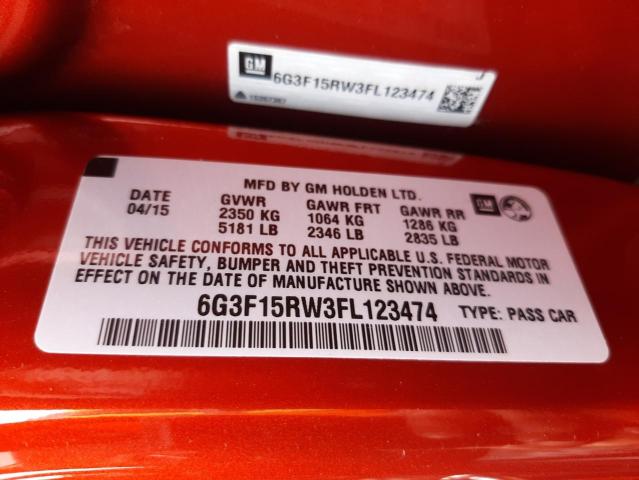 GM
6G3F15RW3FL123474
MFD BY GM HOLDEN LTD.
DATE GVWR GAWR FRT GAWR RR GM
04/15 2350 KG 1064 KG 1286 KG
5181 LB 2346 LB 2835 LB
THIS VEHICLE CONFORMS TO ALL APPLICABLE U.S. FEDERAL MOTOR
VEHICLE SAFETY, BUMPER AND THEFT PREVENTION STANDARDS IN
EFFECT ON THE DATE OF MANUFACTURE SHOWN ABOVE.
6G3F15RW3FL123474 TYPE: PASS CAR